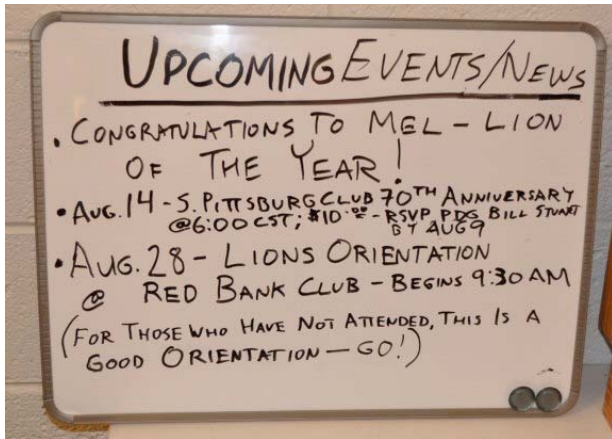 UPCOMING EVENTS/NEWS
• CONGRATULATIONS TO MEL - LION
OF THE YEAR!
• AUG. 14 - S. PITTSBURG CLUB 70TH ANNIVERSARY
@6:00 CST; $10.00 - RSVP PDG BILL
BY AUG 9
• AUG. 28 - LIONS ORIENTATION
@ RED BANK CLUB - BEGINS 9:30 AM
(FOR THOSE WHO HAVE NOT ATTENDED, THIS IS A
GOOD ORIENTATION - GO!)